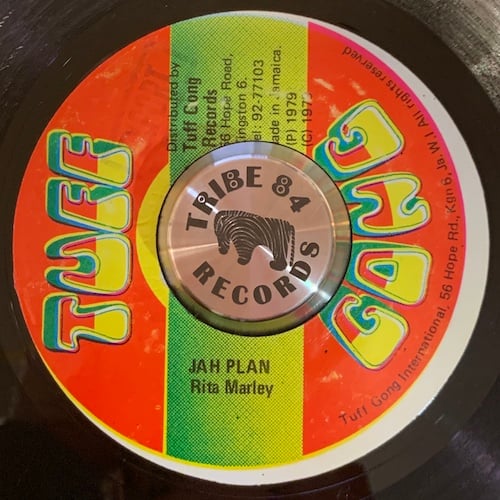 TUFF
GONG
Distributed by
Tuff Gong
Records
56 Hope Road,
Kingston 6.
Tel: 92-77103
Made in Jamaica.
(P) 1979
(C) 1979
TRIBE 84
RECORDS
JAH PLAN
Rita Marley
Tuff Gong International, 56 Hope Rd., Kgn 6, Ja. W.I All rights reserved